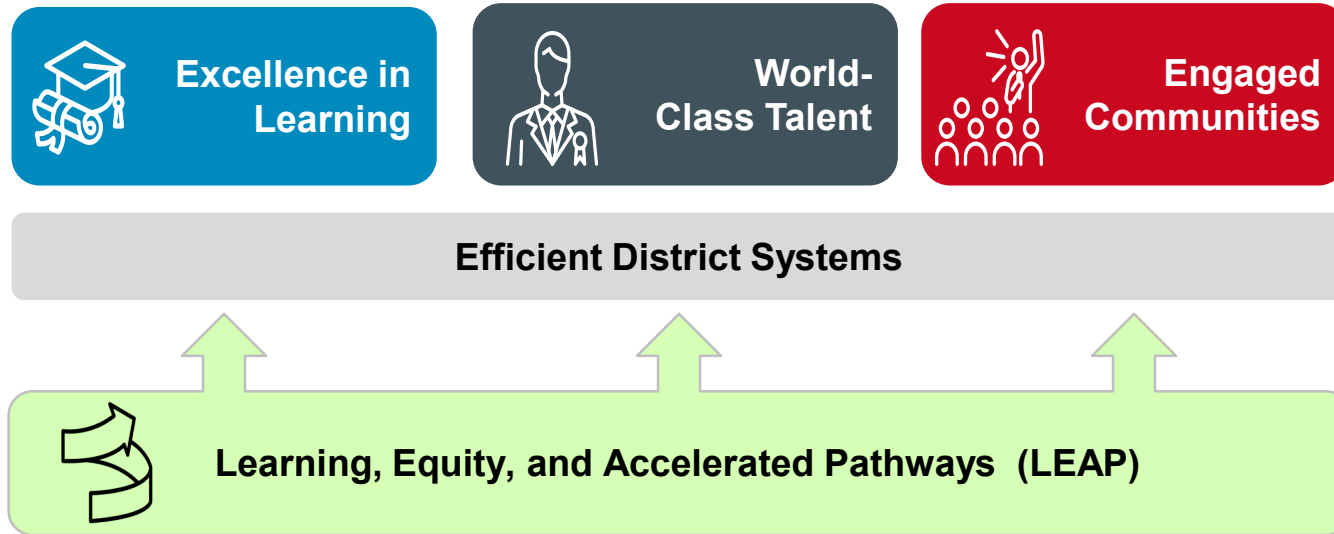 Excellence in
Learning
World-
Class Talent
Engaged
Communities
Efficient District Systems
Learning, Equity, and Accelerated Pathways (LEAP)